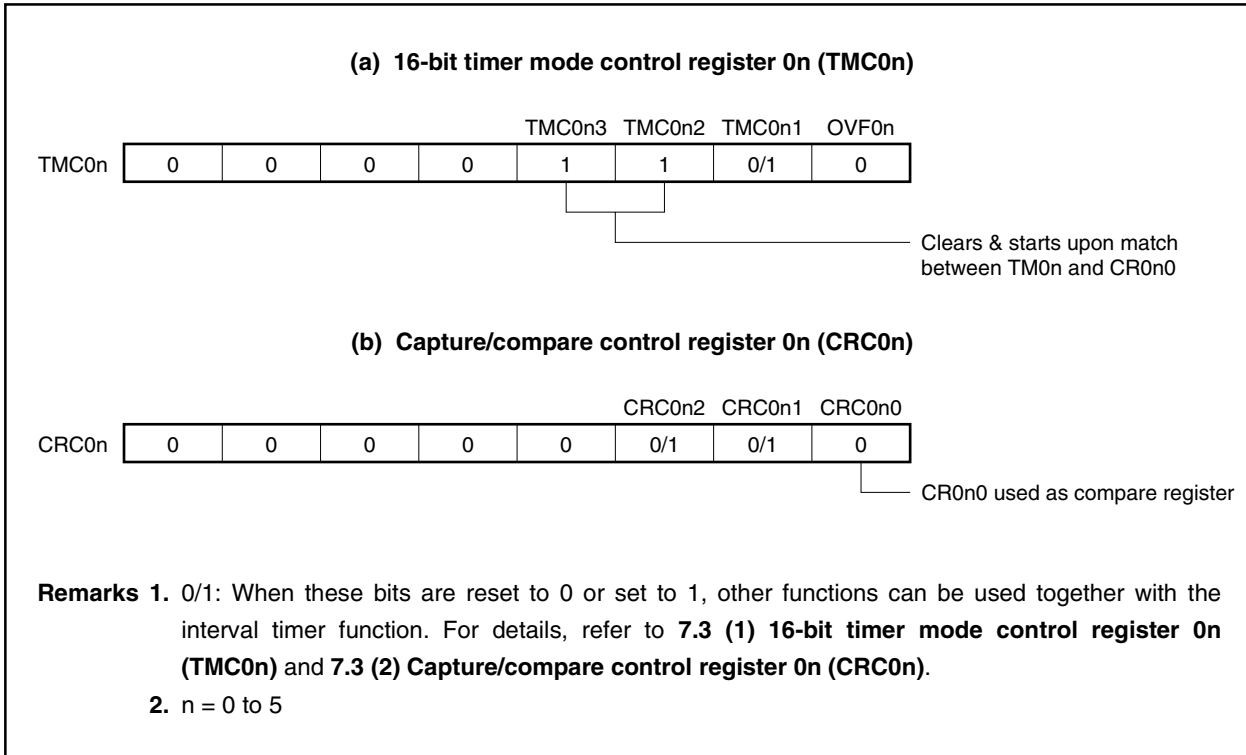 (a) 16-bit timer mode control register 0n (TMC0n)
TMC0n3 TMC0n2 TMC0n1 OVF0n
TMC0n 0 0 0 0 1 1 0/1 0
Clears & starts upon match
between TM0n and CR0n0
(b) Capture/compare control register 0n (CRC0n)
CRC0n2 CRC0n1 CRC0n0
CRC0n 0 0 0 0 0 0/1 0/1 0
CR0n0 used as compare register
Remarks 1. 0/1: When these bits are reset to 0 or set to 1, other functions can be used together with the
interval timer function. For details, refer to 7.3 (1) 16-bit timer mode control register 0n
(TMC0n) and 7.3 (2) Capture/compare control register 0n (CRC0n).
2. n = 0 to 5